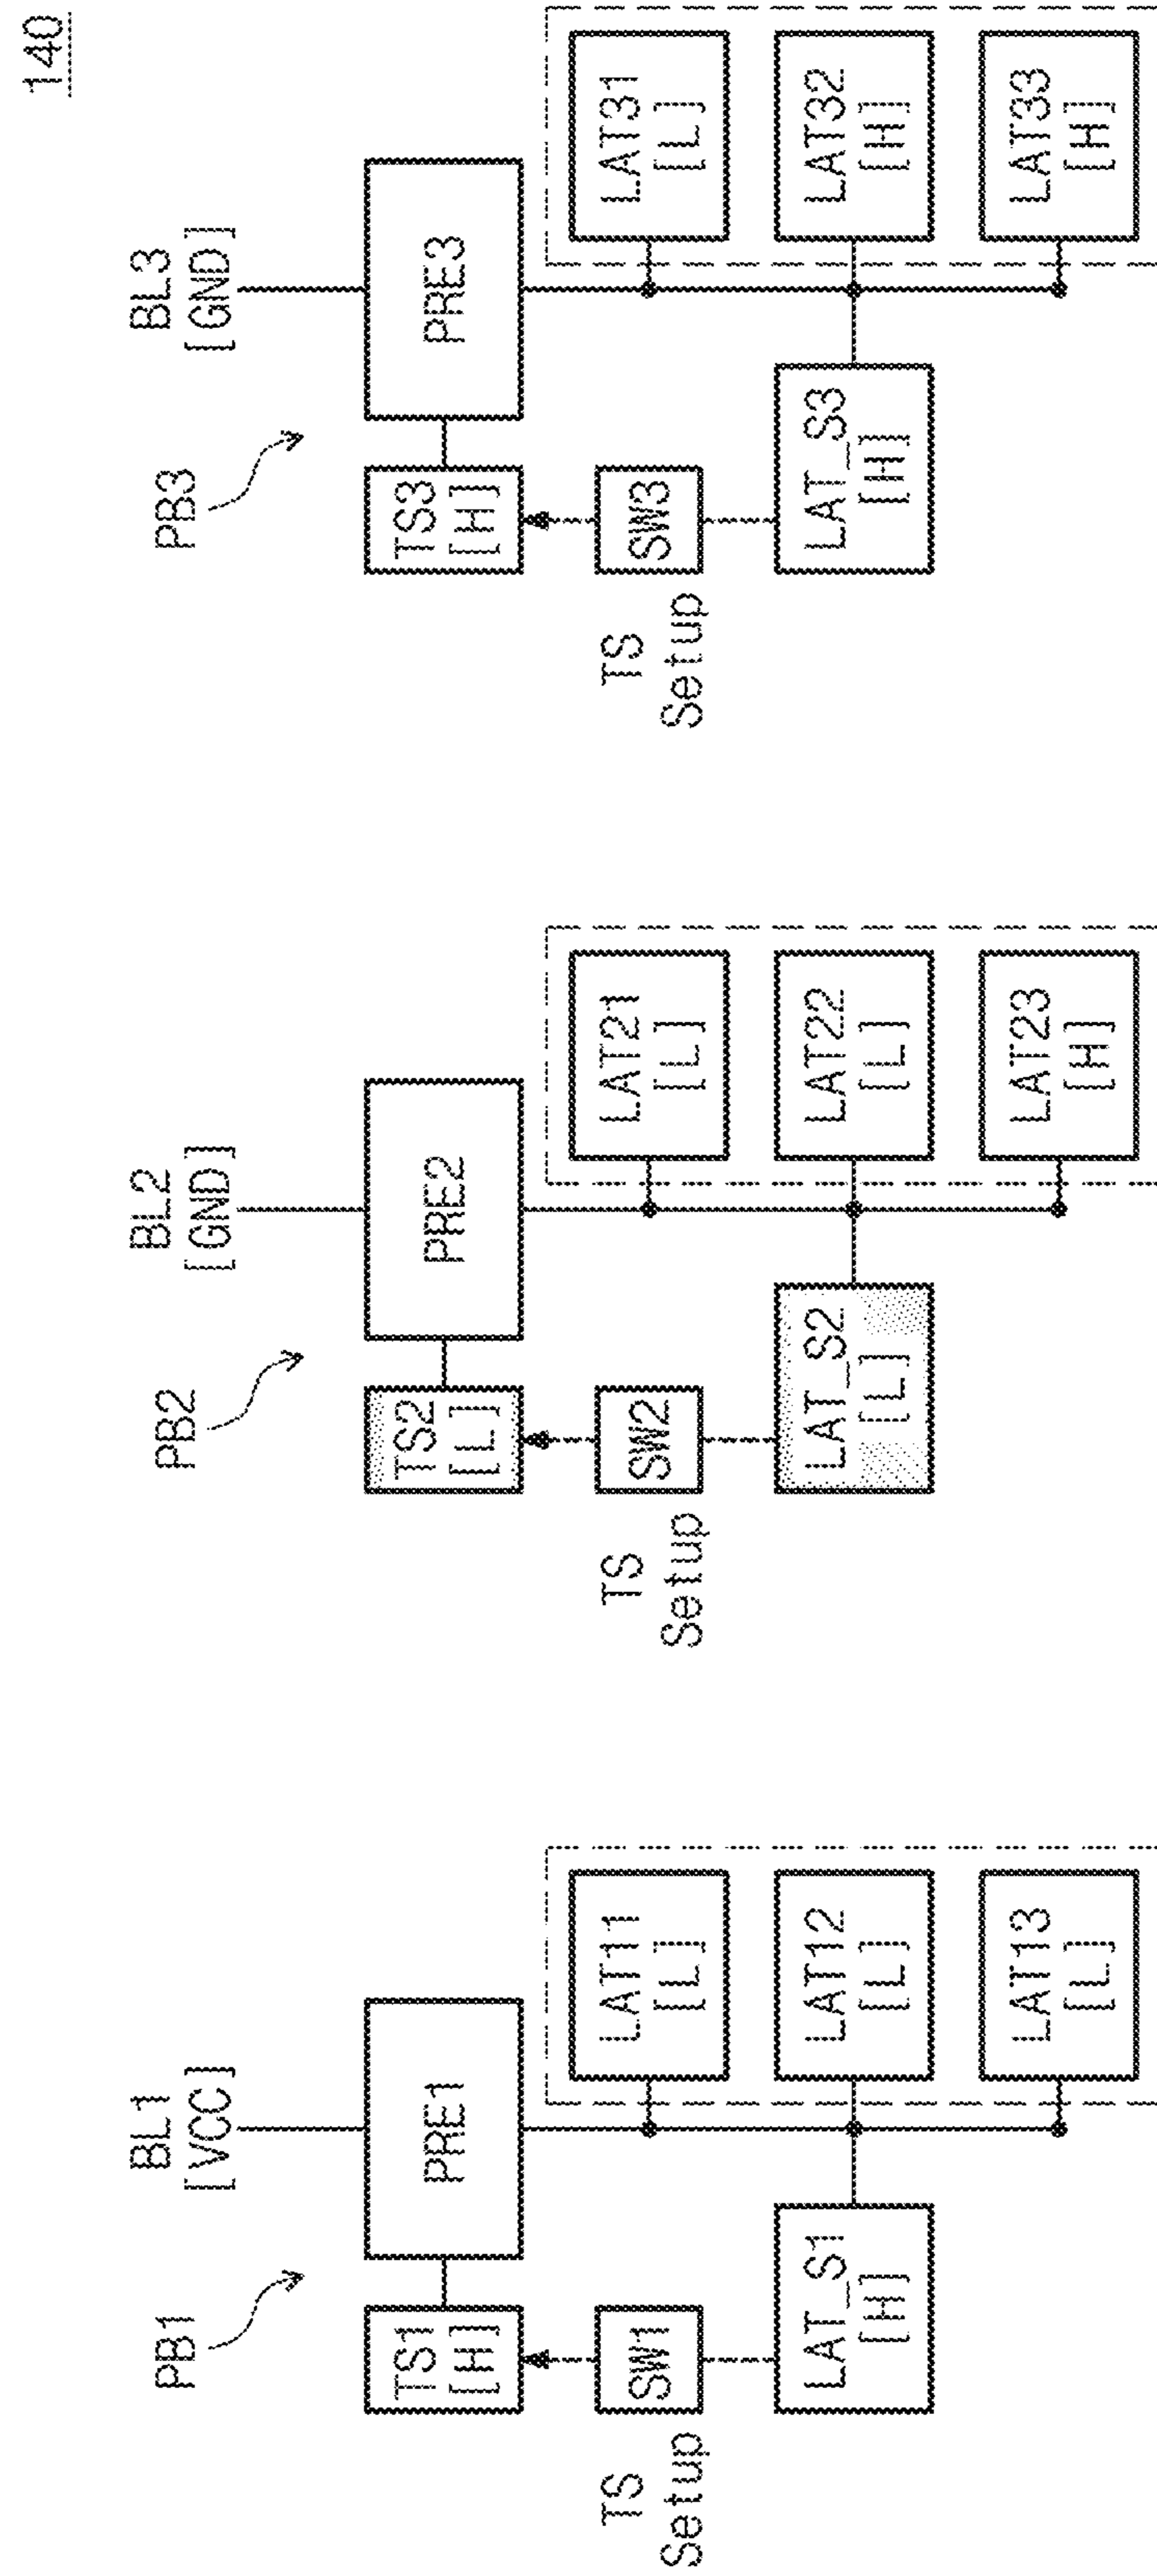 140
PB1
BL1
[VCC]
TS1
[H]
PRE1
TS
Setup
SW1
LAT_S1
[H]
LAT11
[L]
LAT12
[L]
LAT13
[L]
PB2
BL2
[GND]
TS2
[L]
PRE2
TS
Setup
SW2
LAT_S2
[L]
LAT21
[L]
LAT22
[L]
LAT23
[H]
PB3
BL3
[GND]
TS3
[H]
PRE3
TS
Setup
SW3
LAT_S3
[H]
LAT31
[L]
LAT32
[H]
LAT33
[H]